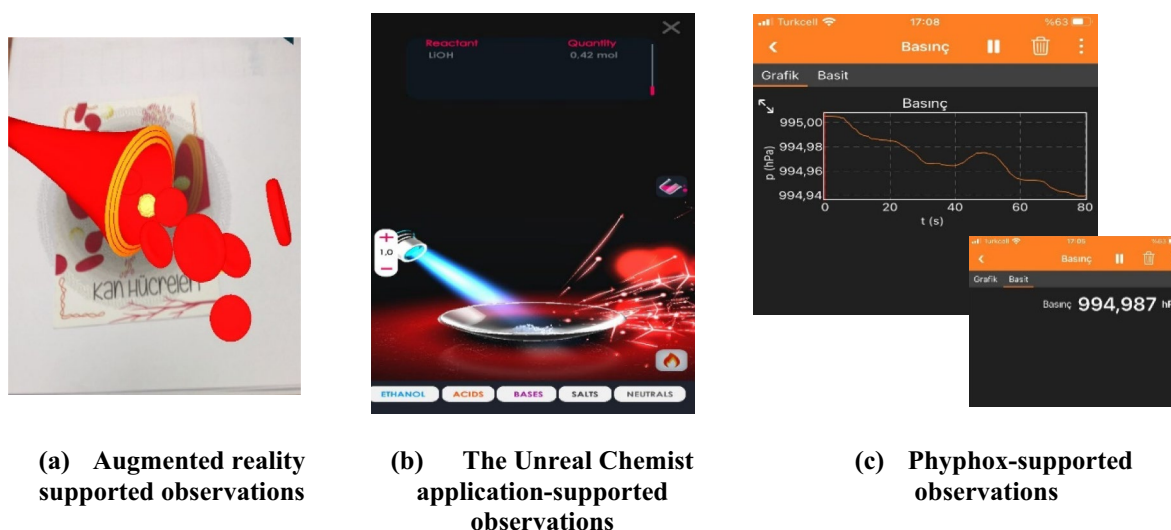 Kan Hücreleri
(a) Augmented reality
supported observations
Reactant Quantity
LiOH 0,42 mol
1,0
ETHANOL ACIDS BASES SALTS NEUTRALS
(b) The Unreal Chemist
application-supported
observations
Turkcell 17:08 %63
Basınç
Grafik Basit
Basınç
995,00
994,98
994,96
994,94
p (hPa)
0 20 40 60 80
t (s)
Turkcell
Basınç
Grafik Basit
Basınç 994,987
(c) Phyphox-supported
observations